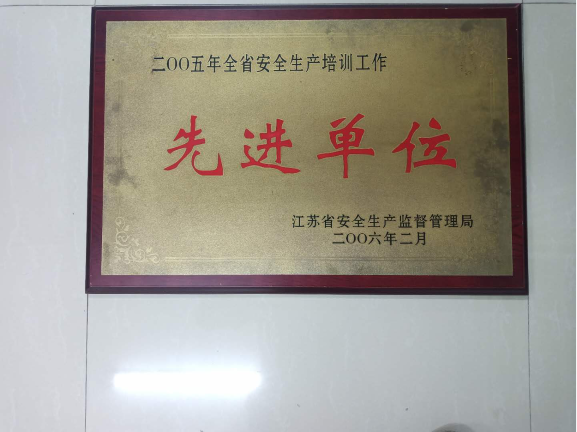 二OO五年全省安全生产培训工作
先进单位
江苏省安全生产监督管理局
二OO六年二月